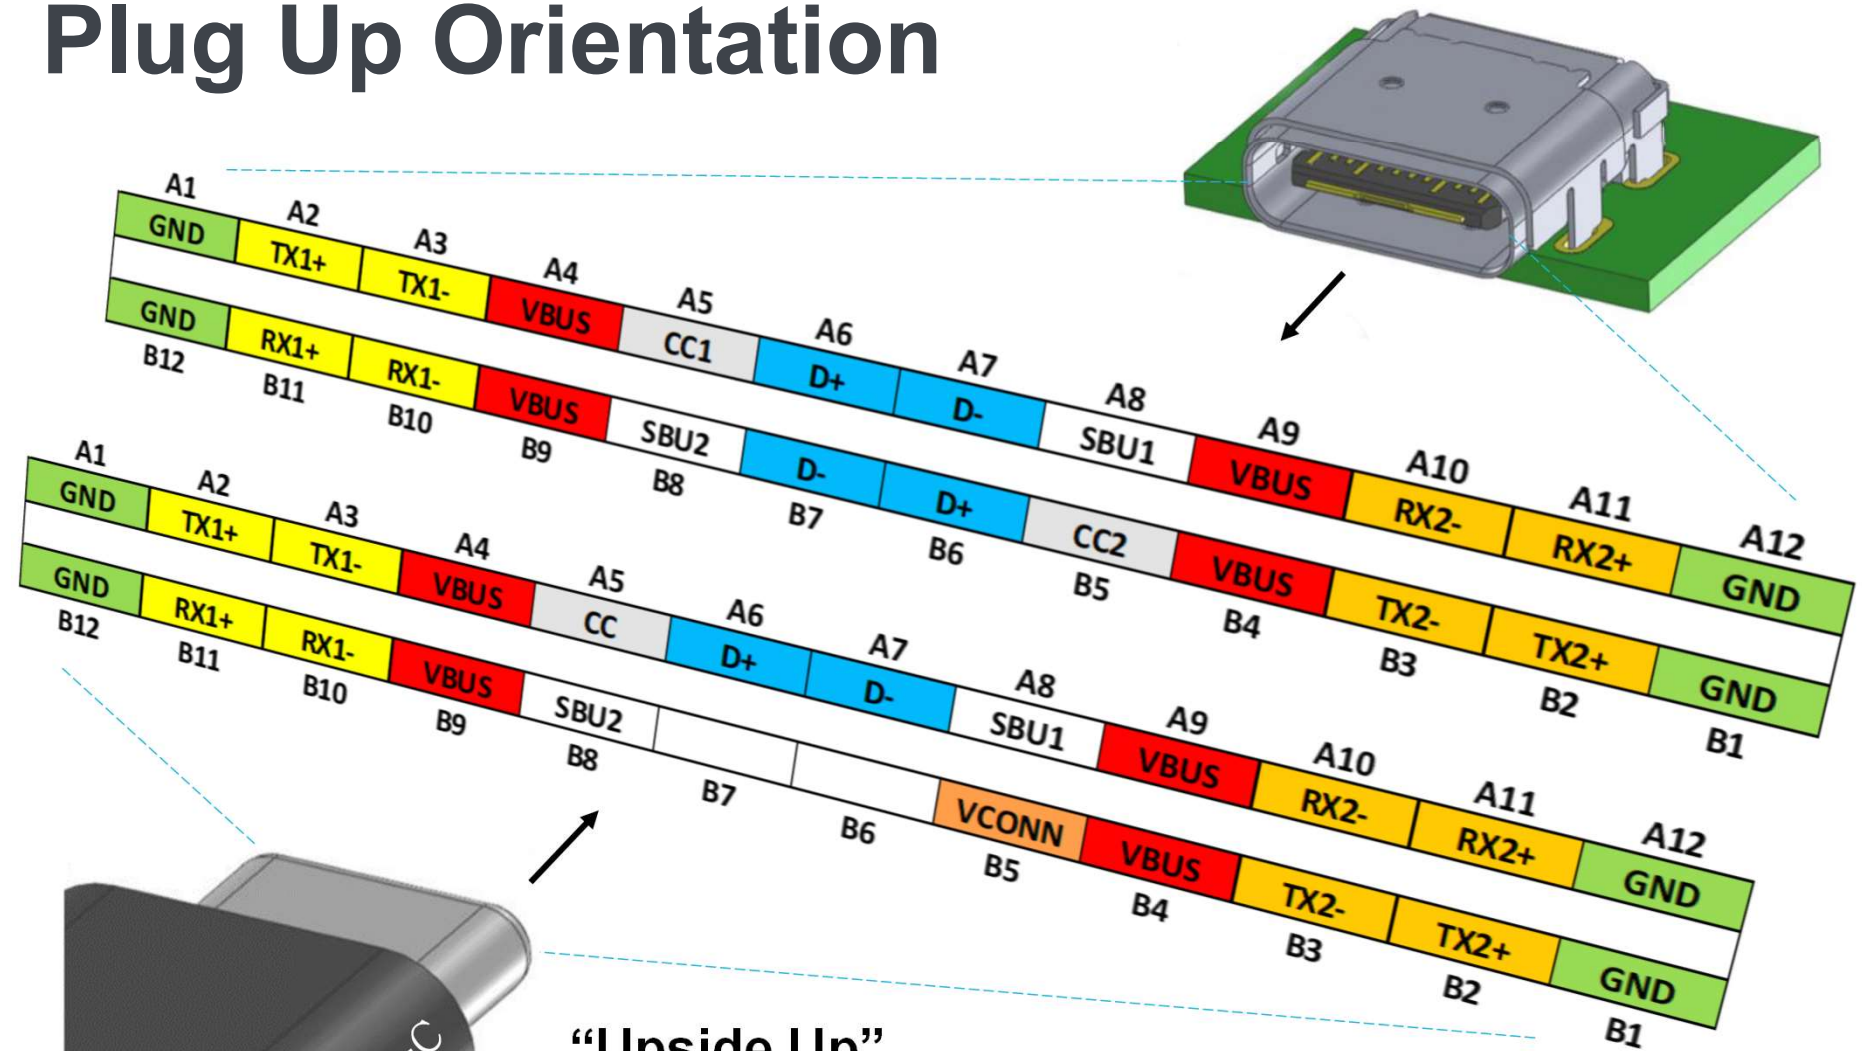 Plug Up Orientation
A1 A2 A3 A4 A5 A6 A7 A8 A9 A10 A11 A12
GND TX1+ TX1- VBUS CC1 D+ D- SBU1 VBUS RX2- RX2+ GND
GND RX1+ RX1- VBUS SBU2 D- D+ CC2 VBUS TX2- TX2+ GND
B12 B11 B10 B9 B8 B7 B6 B5 B4 B3 B2 B1
A1 A2 A3 A4 A5 A6 A7 A8 A9 A10 A11 A12
GND TX1+ TX1- VBUS CC D+ D- SBU1 VBUS RX2- RX2+ GND
GND RX1+ RX1- VBUS SBU2 VCONN VBUS TX2- TX2+ GND
B12 B11 B10 B9 B8 B7 B6 B5 B4 B3 B2 B1
“Upside Up”